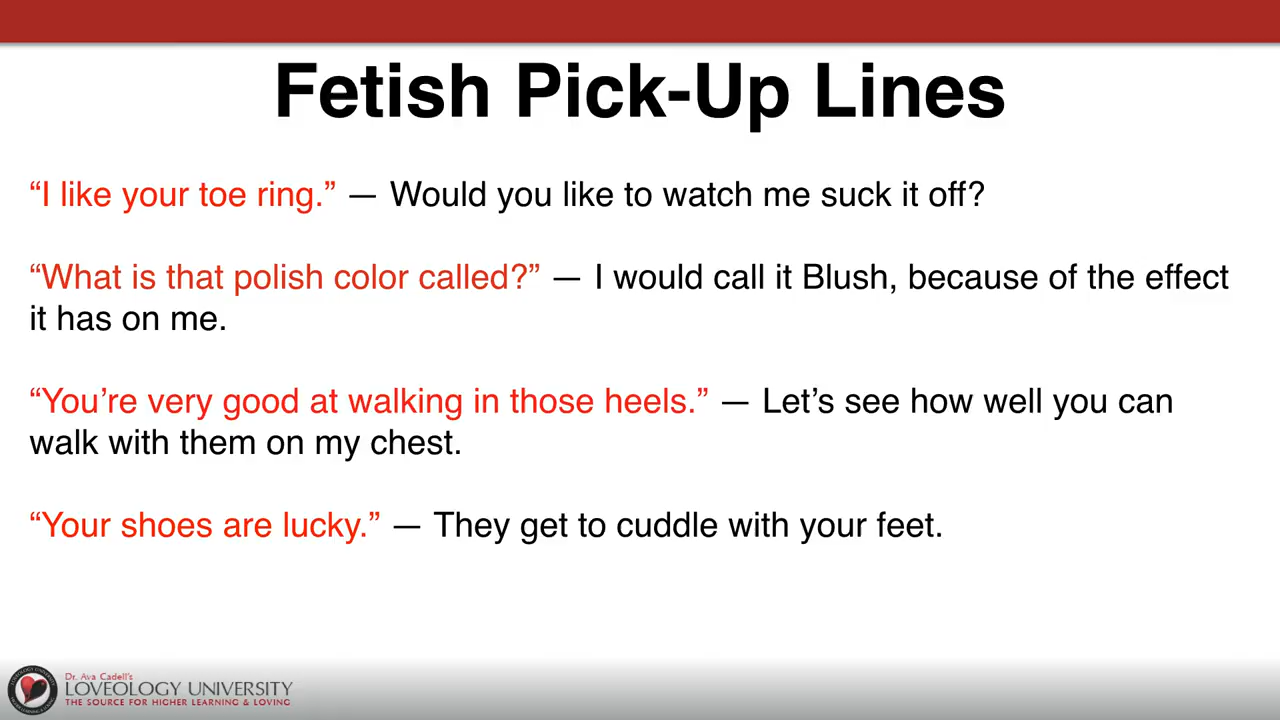 Fetish Pick-Up Lines
“I like your toe ring.” — Would you like to watch me suck it off?
“What is that polish color called?” — I would call it Blush, because of the effect
it has on me.
“You’re very good at walking in those heels.” — Let’s see how well you can
walk with them on my chest.
“Your shoes are lucky.” — They get to cuddle with your feet.
Dr. Ava Cadell's
LOVEOLOGY UNIVERSITY
THE SOURCE FOR HIGHER LEARNING & LOVING